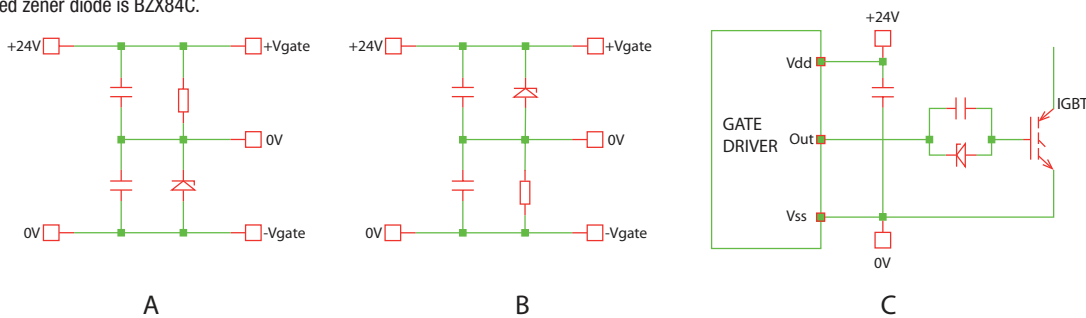 ed zener diode is BZX84C.
+24V
+Vgate
0V
0V
-Vgate
A
+24V
+Vgate
0V
0V
-Vgate
B
+24V
Vdd
GATE
DRIVER
Out
IGBT
Vss
0V
C